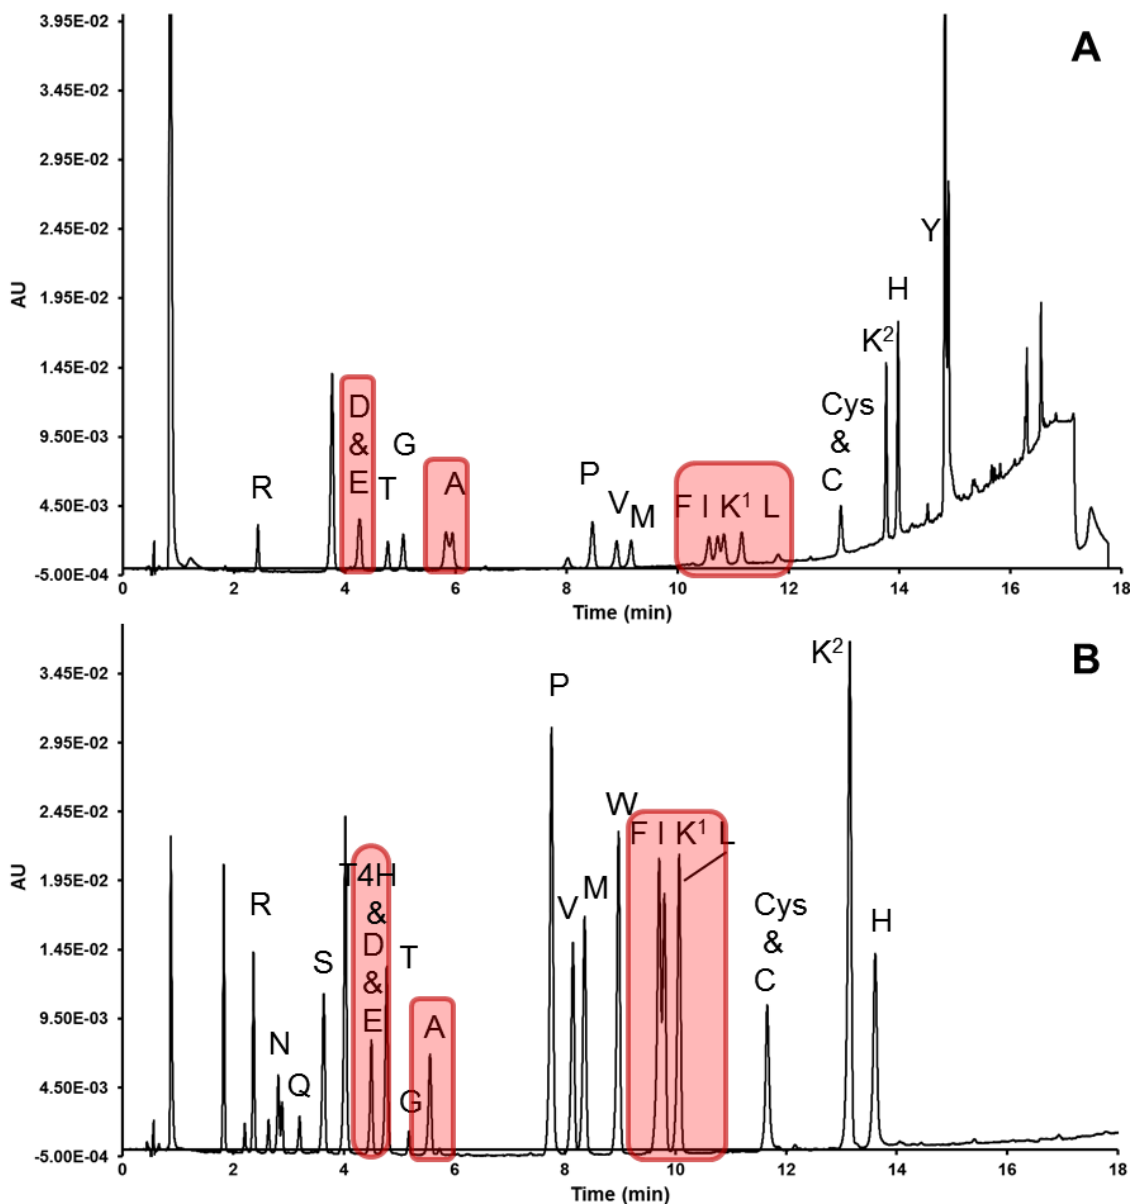 A
3.95E-02
3.45E-02
2.95E-02
2.45E-02
1.95E-02
1.45E-02
9.50E-03
4.50E-03
-5.00E-04
AU
R
D
&
E
T
G
A
P
V
M
F I K¹ L
Cys
&
C
K²
H
Y
0 2 4 6 8 10 12 14 16 18
Time (min)
B
3.45E-02
2.95E-02
2.45E-02
1.95E-02
1.45E-02
9.50E-03
4.50E-03
-5.00E-04
AU
R
N
Q
S
T4H
&
D
&
E
T
G
A
P
V
M
W
F I K¹ L
Cys
&
C
K²
H
0 2 4 6 8 10 12 14 16 18
Time (min)